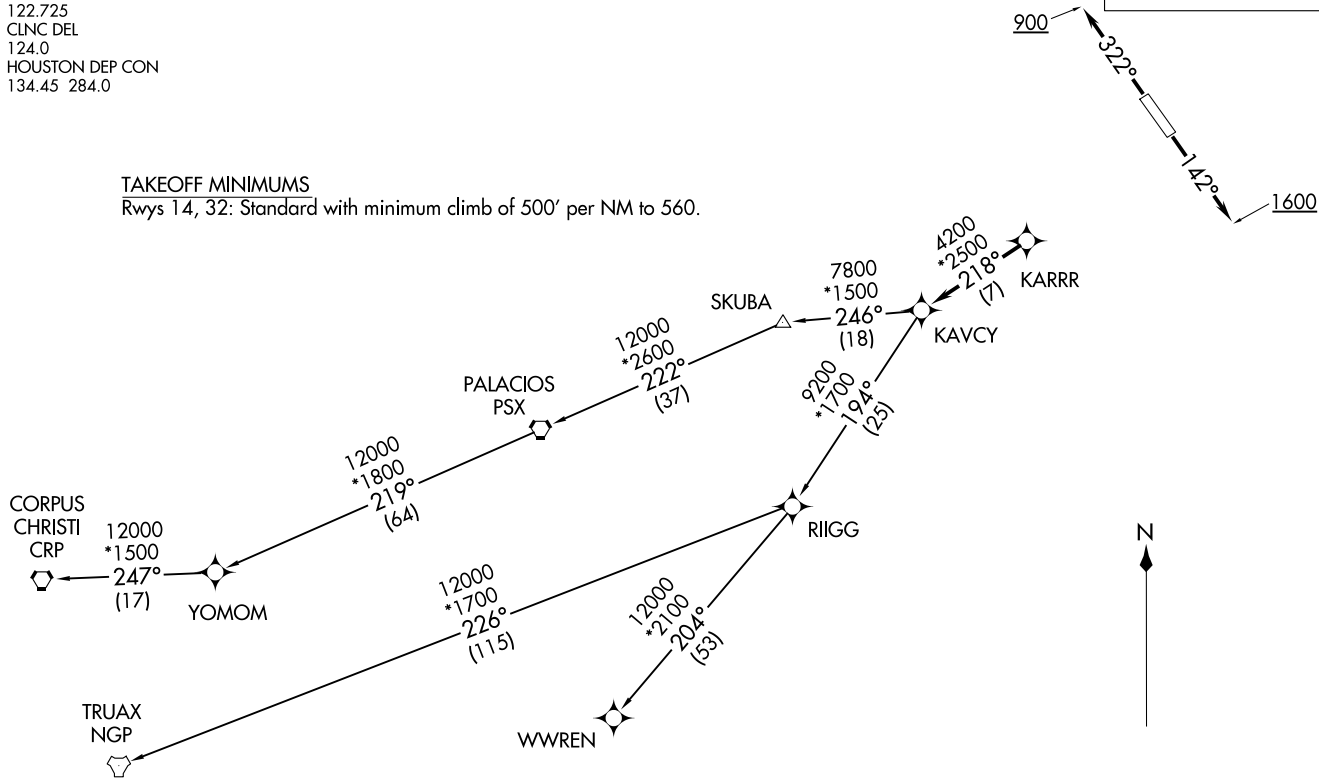 122.725
CLNC DEL
124.0
HOUSTON DEP CON
134.45 284.0
900
322°
142°
1600
TAKEOFF MINIMUMS
Rwys 14, 32: Standard with minimum climb of 500' per NM to 560.
4200
*2500
218°
(7)
KARRR
KAVCY
7800
*1500
246°
(18)
SKUBA
12000
*2600
222°
(37)
PALACIOS
PSX
9200
*1700
194°
(25)
12000
*1800
219°
(64)
CORPUS
CHRISTI
CRP
12000
*1500
247°
(17)
YOMOM
RIIGG
N
12000
*1700
226°
(115)
12000
*2100
204°
(53)
TRUAX
NGP
WWREN